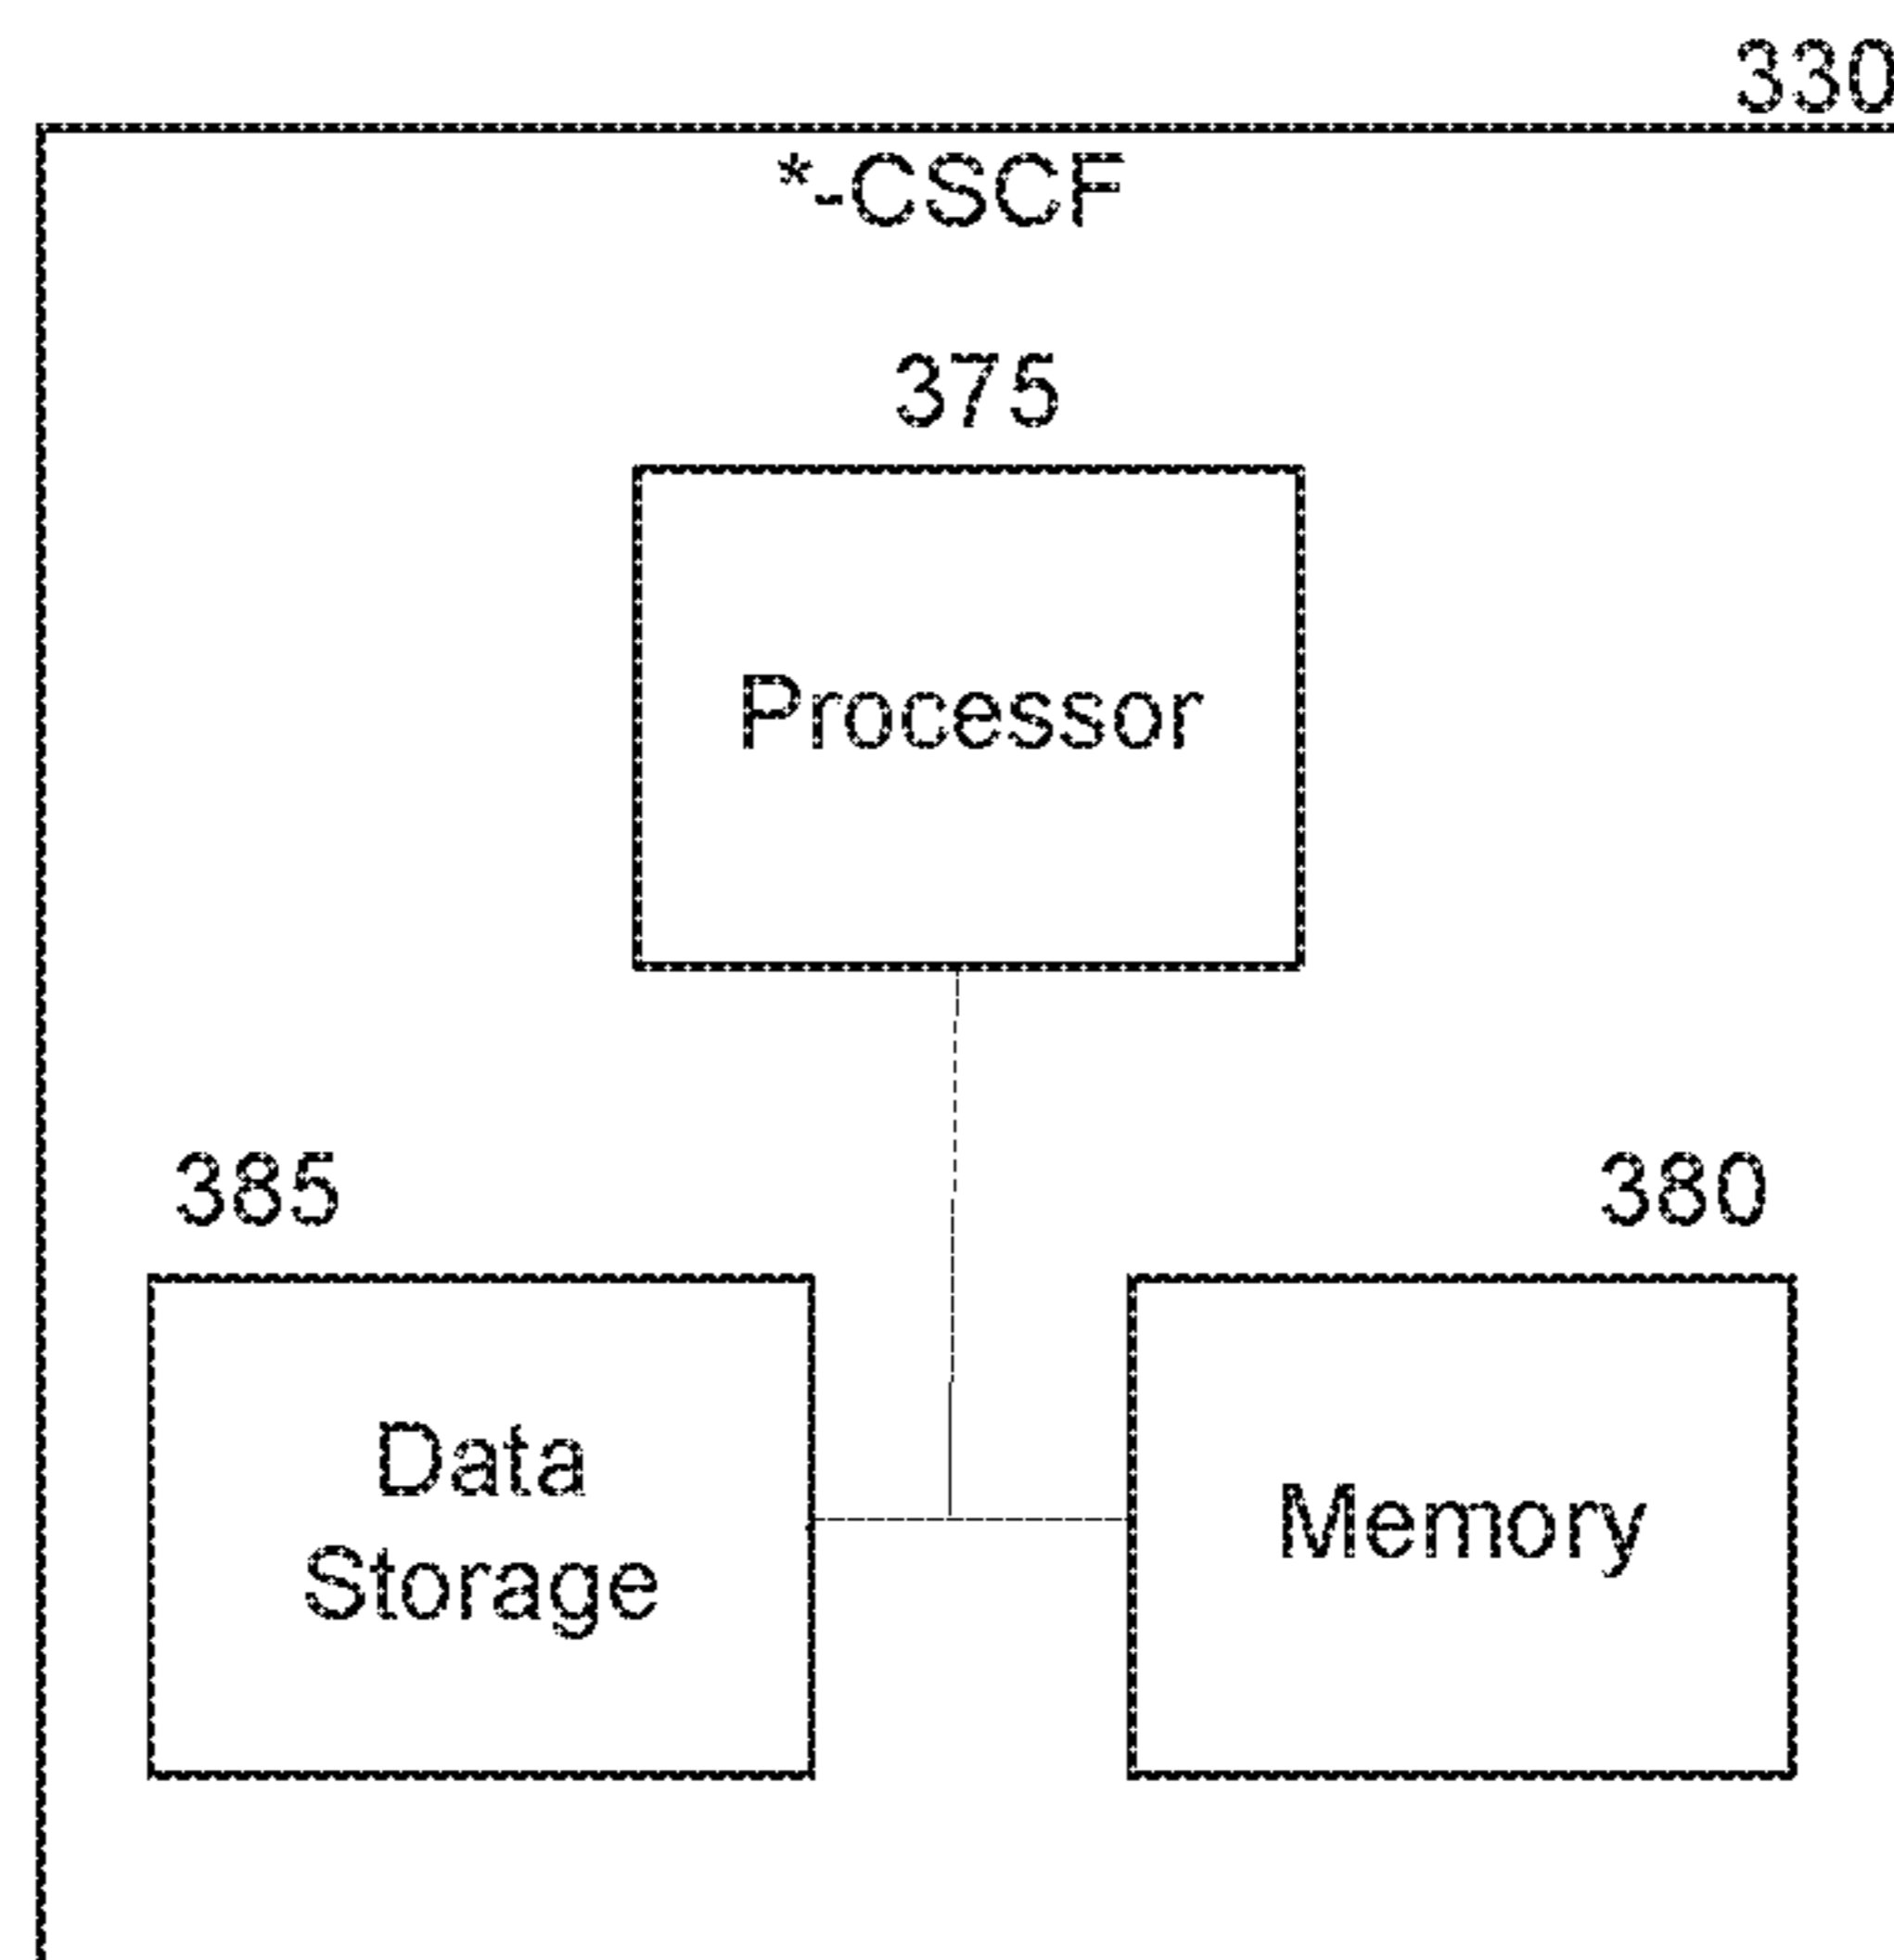 330
*-CSCF
375
Processor
385
380
Data
Storage
Memory